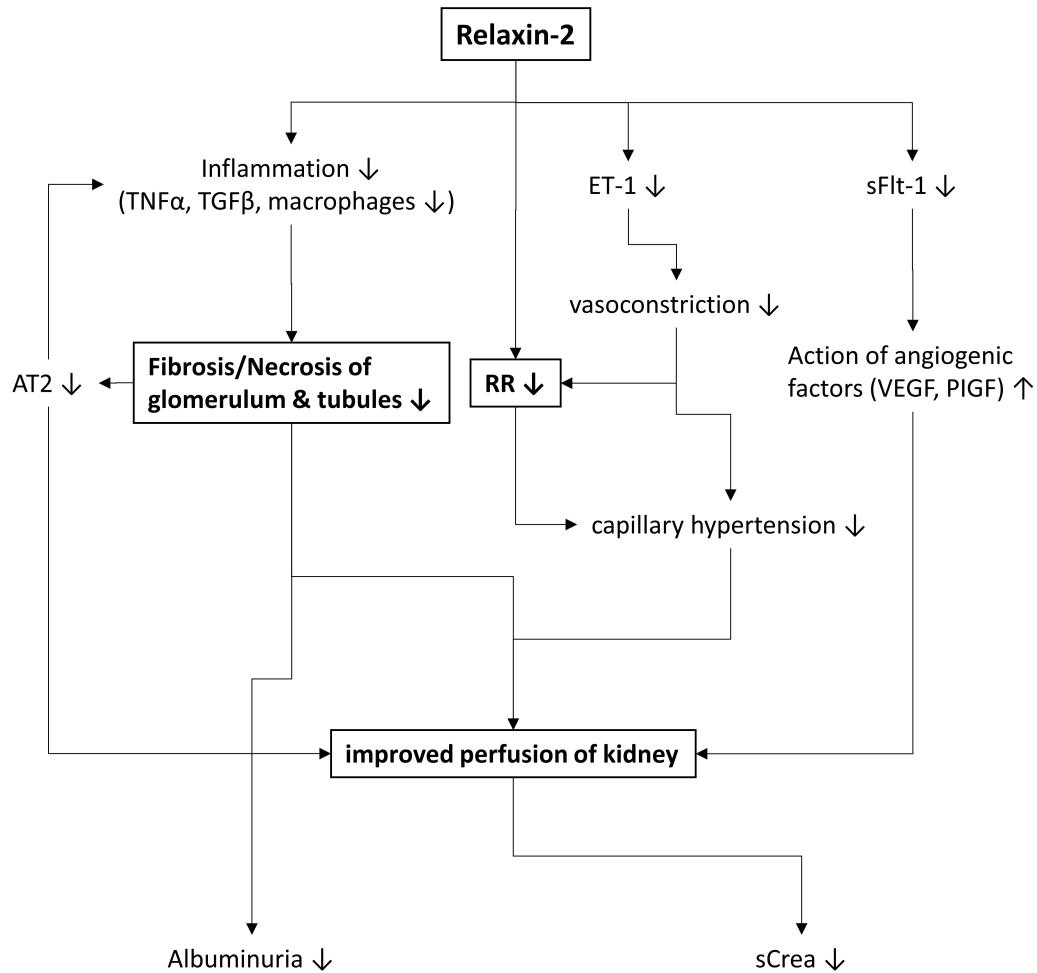 Relaxin-2
Inflammation ↓
(TNFα, TGFβ, macrophages ↓)
ET-1 ↓
sFlt-1 ↓
vasoconstriction ↓
Action of angiogenic
factors (VEGF, PIGF) ↑
AT2 ↓
Fibrosis/Necrosis of
glomerulum & tubules ↓
RR ↓
capillary hypertension ↓
improved perfusion of kidney
Albuminuria ↓
sCrea ↓